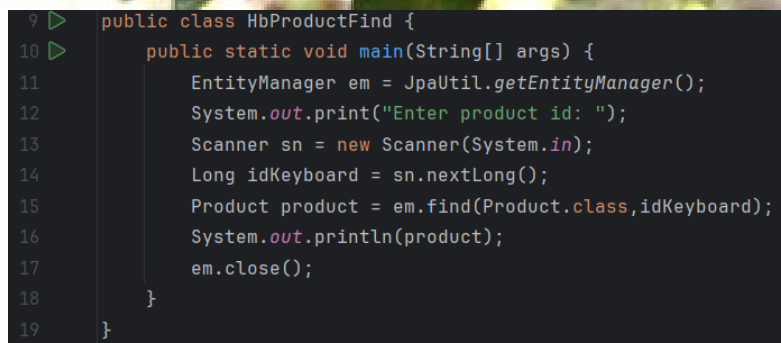 9 public class HbProductFind {
10 public static void main(String[] args) {
11 EntityManager em = JpaUtil.getEntityManager();
12 System.out.print("Enter product id: ");
13 Scanner sn = new Scanner(System.in);
14 Long idKeyboard = sn.nextLong();
15 Product product = em.find(Product.class,idKeyboard);
16 System.out.println(product);
17 em.close();
18 }
19 }